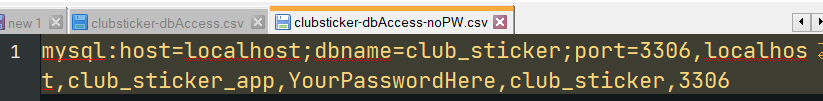 new 1 clubsticker-dbAccess.csv clubsticker-dbAccess-noPW.csv
1 mysql:host=localhost;dbname=club_sticker;port=3306,localhos
t,club_sticker_app,YourPasswordHere,club_sticker,3306